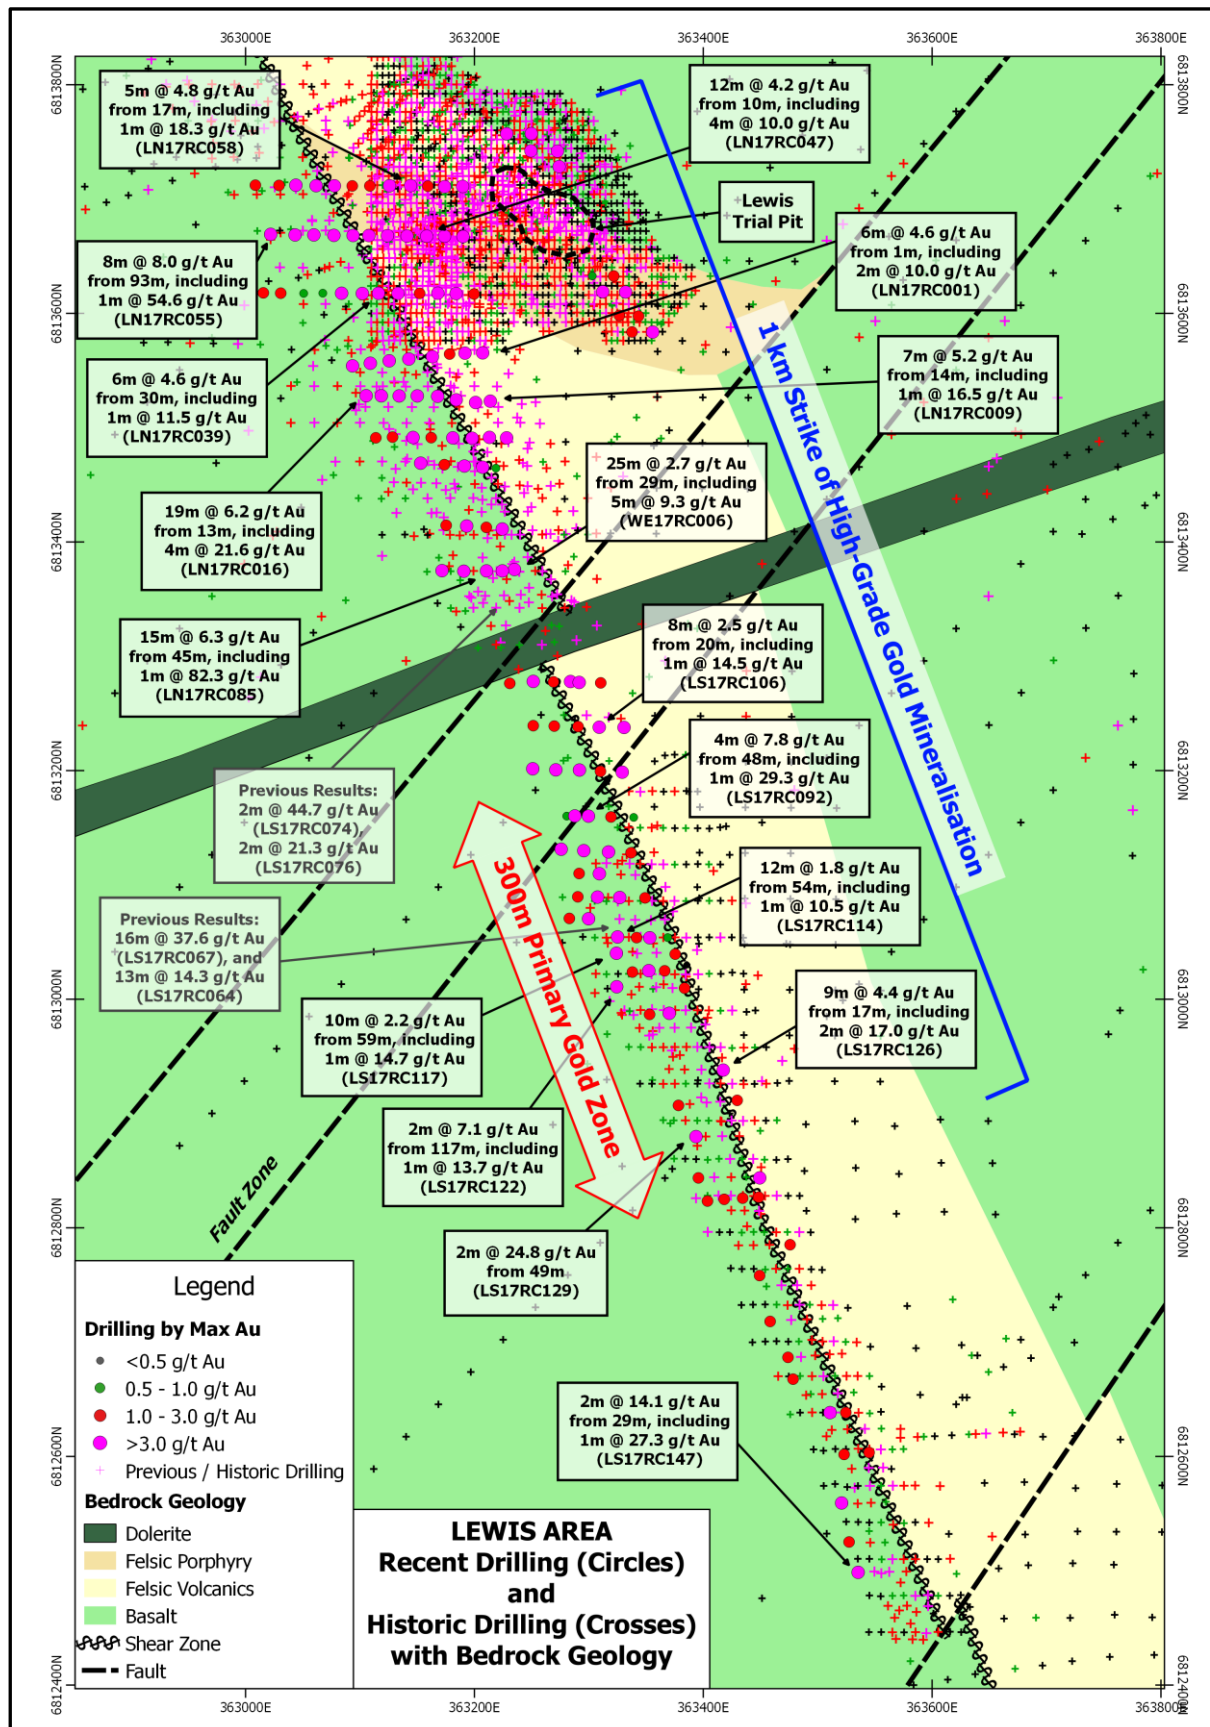 363000E
363200E
363400E
363600E
363800E
6813800N
6813600N
6813400N
6813200N
6813000N
6812800N
6812600N
6812400N
6813800N
6813600N
6813400N
6813200N
6813000N
6812800N
6812600N
6812400N
5m @ 4.8 g/t Au
from 17m, including
1m @ 18.3 g/t Au
(LN17RC058)
12m @ 4.2 g/t Au
from 10m, including
4m @ 10.0 g/t Au
(LN17RC047)
Lewis
Trial Pit
6m @ 4.6 g/t Au
from 1m, including
2m @ 10.0 g/t Au
(LN17RC001)
8m @ 8.0 g/t Au
from 93m, including
1m @ 54.6 g/t Au
(LN17RC055)
7m @ 5.2 g/t Au
from 14m, including
1m @ 16.5 g/t Au
(LN17RC009)
6m @ 4.6 g/t Au
from 30m, including
1m @ 11.5 g/t Au
(LN17RC039)
25m @ 2.7 g/t Au
from 29m, including
5m @ 9.3 g/t Au
(WE17RC006)
19m @ 6.2 g/t Au
from 13m, including
4m @ 21.6 g/t Au
(LN17RC016)
1 km Strike of High-Grade Gold Mineralisation
15m @ 6.3 g/t Au
from 45m, including
1m @ 82.3 g/t Au
(LN17RC085)
8m @ 2.5 g/t Au
from 20m, including
1m @ 14.5 g/t Au
(LS17RC106)
4m @ 7.8 g/t Au
from 48m, including
1m @ 29.3 g/t Au
(LS17RC092)
Previous Results:
2m @ 44.7 g/t Au
(LS17RC074),
2m @ 21.3 g/t Au
(LS17RC076)
12m @ 1.8 g/t Au
from 54m, including
1m @ 10.5 g/t Au
(LS17RC114)
Previous Results:
16m @ 37.6 g/t Au
(LS17RC067), and
13m @ 14.3 g/t Au
(LS17RC064)
300m Primary Gold Zone
9m @ 4.4 g/t Au
from 17m, including
2m @ 17.0 g/t Au
(LS17RC126)
10m @ 2.2 g/t Au
from 59m, including
1m @ 14.7 g/t Au
(LS17RC117)
2m @ 7.1 g/t Au
from 117m, including
1m @ 13.7 g/t Au
(LS17RC122)
Fault Zone
2m @ 24.8 g/t Au
from 49m
(LS17RC129)
2m @ 14.1 g/t Au
from 29m, including
1m @ 27.3 g/t Au
(LS17RC147)
Legend
Drilling by Max Au
<0.5 g/t Au
0.5 - 1.0 g/t Au
1.0 - 3.0 g/t Au
>3.0 g/t Au
Previous / Historic Drilling
Bedrock Geology
Dolerite
Felsic Porphyry
Felsic Volcanics
Basalt
Shear Zone
Fault
LEWIS AREA
Recent Drilling (Circles)
and
Historic Drilling (Crosses)
with Bedrock Geology
363000E
363200E
363400E
363600E
363800E